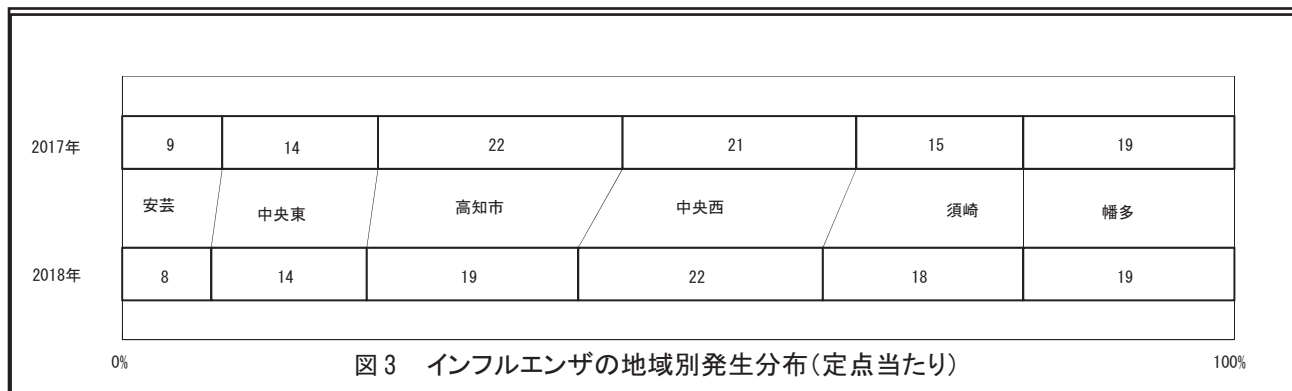 2017年 9 14 22 21 15 19
安芸 中央東 高知市 中央西 須崎 幡多
2018年 8 14 19 22 18 19
0% 100%
図3 インフルエンザの地域別発生分布(定点当たり)